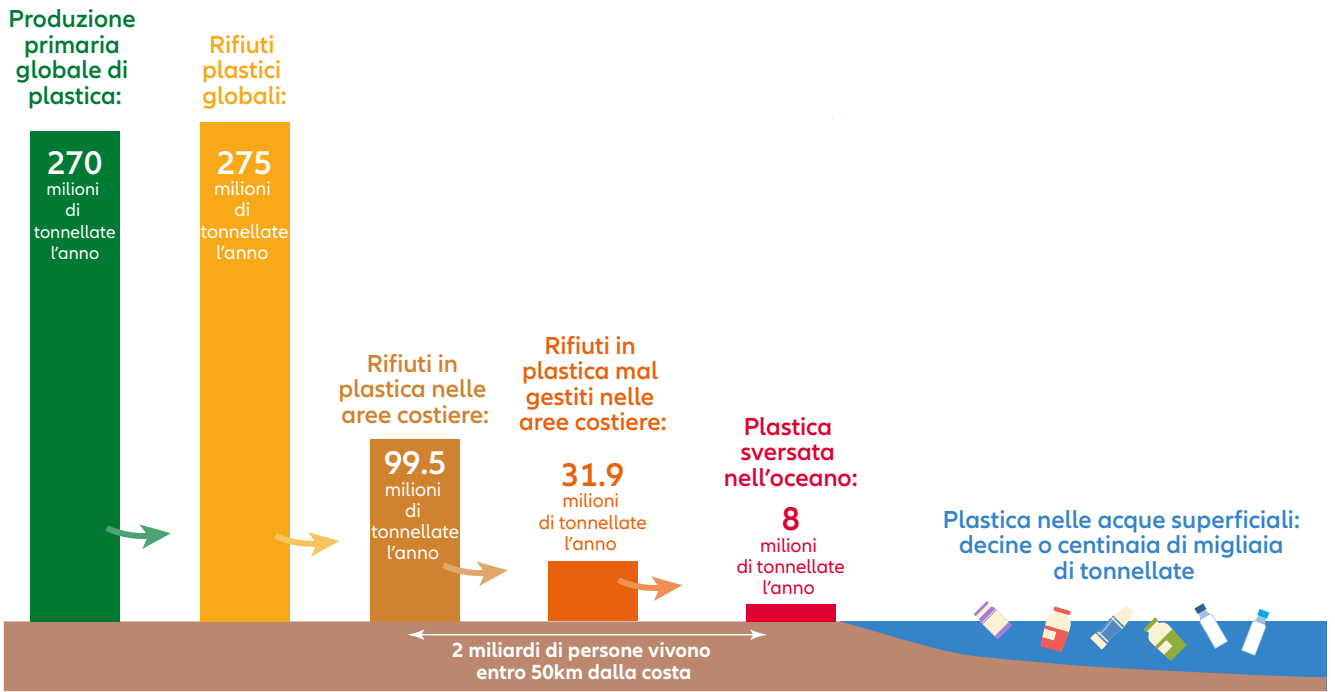 Produzione
primaria
globale di
plastica:
270
milioni
di
tonnellate
l'anno
Rifiuti
plastici
globali:
275
milioni
di
tonnellate
l'anno
Rifiuti in
plastica nelle
aree costiere:
99.5
milioni
di
tonnellate
l'anno
Rifiuti in
plastica mal
gestiti nelle
aree costiere:
31.9
milioni
di tonnellate
l'anno
Plastica
sversata
nell'oceano:
8
milioni
di tonnellate
l'anno
Plastica nelle acque superficiali:
decine o centinaia di migliaia
di tonnellate
2 miliardi di persone vivono
entro 50km dalla costa